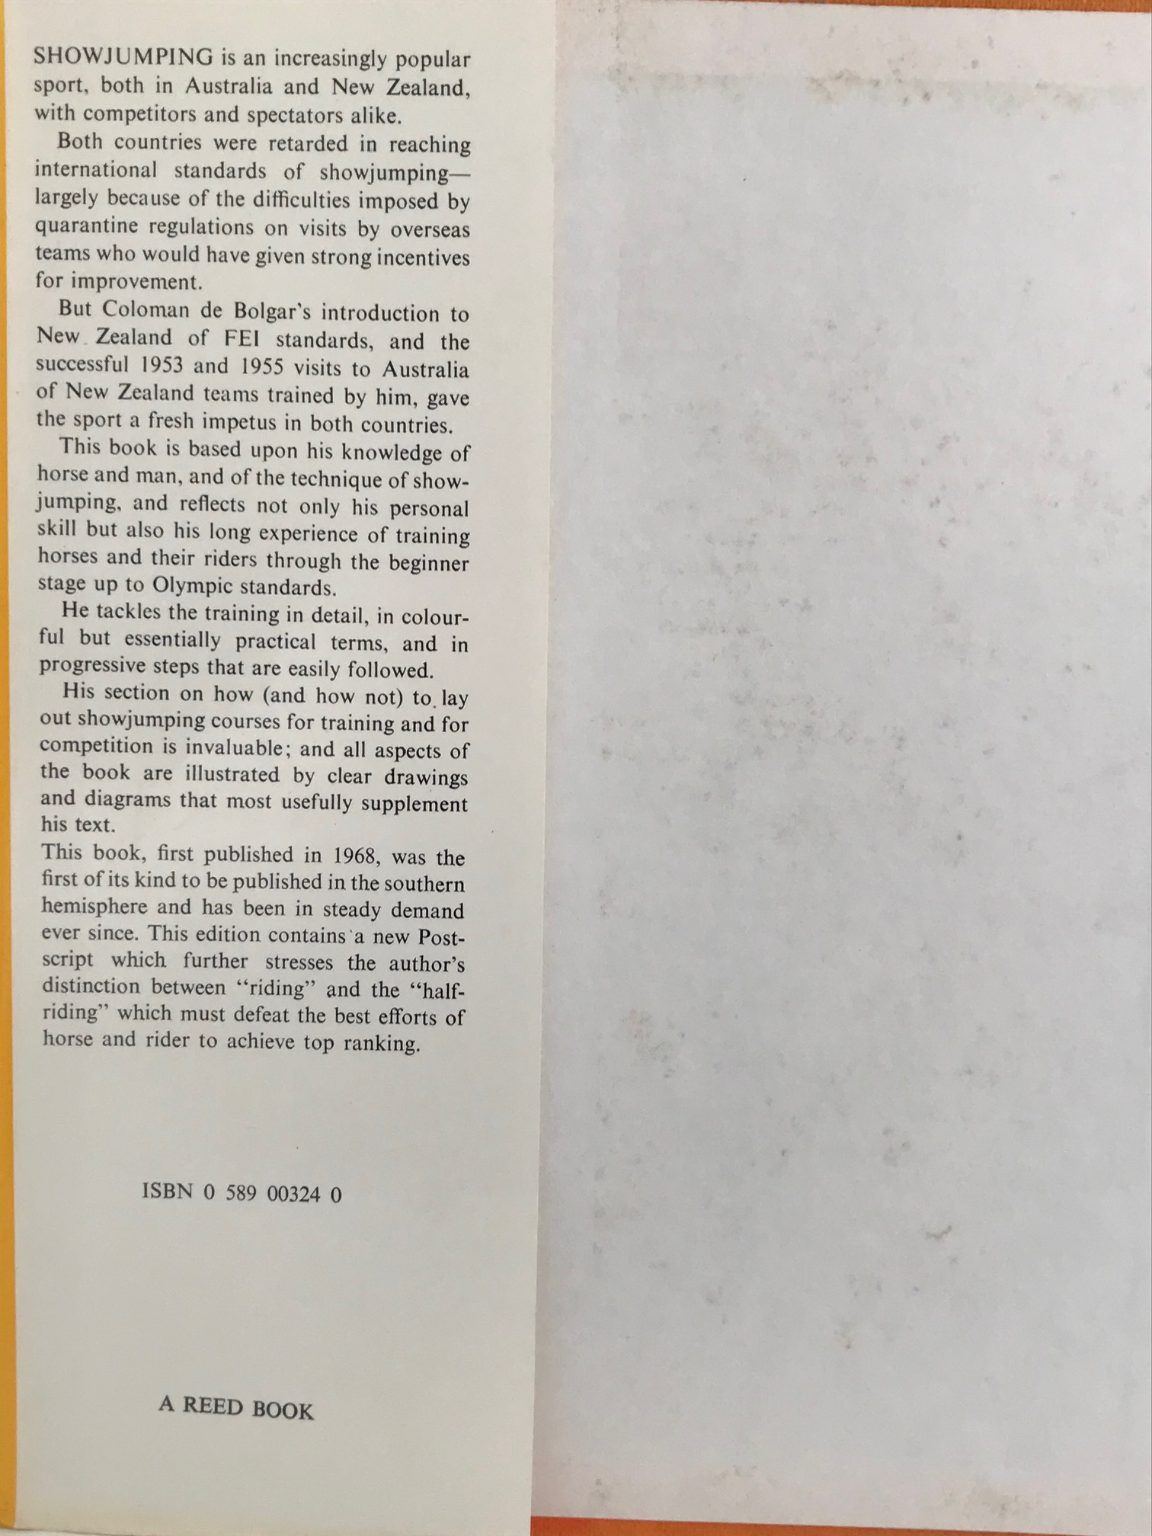 SHOWJUMPING is an increasingly popular
sport, both in Australia and New Zealand,
with competitors and spectators alike.
Both countries were retarded in reaching
international standards of showjumping—
largely because of the difficulties imposed by
quarantine regulations on visits by overseas
teams who would have given strong incentives
for improvement.
But Coloman de Bolgar's introduction to
New Zealand of FEI standards, and the
successful 1953 and 1955 visits to Australia
of New Zealand teams trained by him, gave
the sport a fresh impetus in both countries.
This book is based upon his knowledge of
horse and man, and of the technique of show-
jumping, and reflects not only his personal
skill but also his long experience of training
horses and their riders through the beginner
stage up to Olympic standards.
He tackles the training in detail, in colour-
ful but essentially practical terms, and in
progressive steps that are easily followed.
His section on how (and how not) to lay
out showjumping courses for training and for
competition is invaluable; and all aspects of
the book are illustrated by clear drawings
and diagrams that most usefully supplement
his text.
This book, first published in 1968, was the
first of its kind to be published in the southern
hemisphere and has been in steady demand
ever since. This edition contains a new Post-
script which further stresses the author's
distinction between "riding" and the "half-
riding" which must defeat the best efforts of
horse and rider to achieve top ranking.
ISBN 0 589 00324 0
A REED BOOK